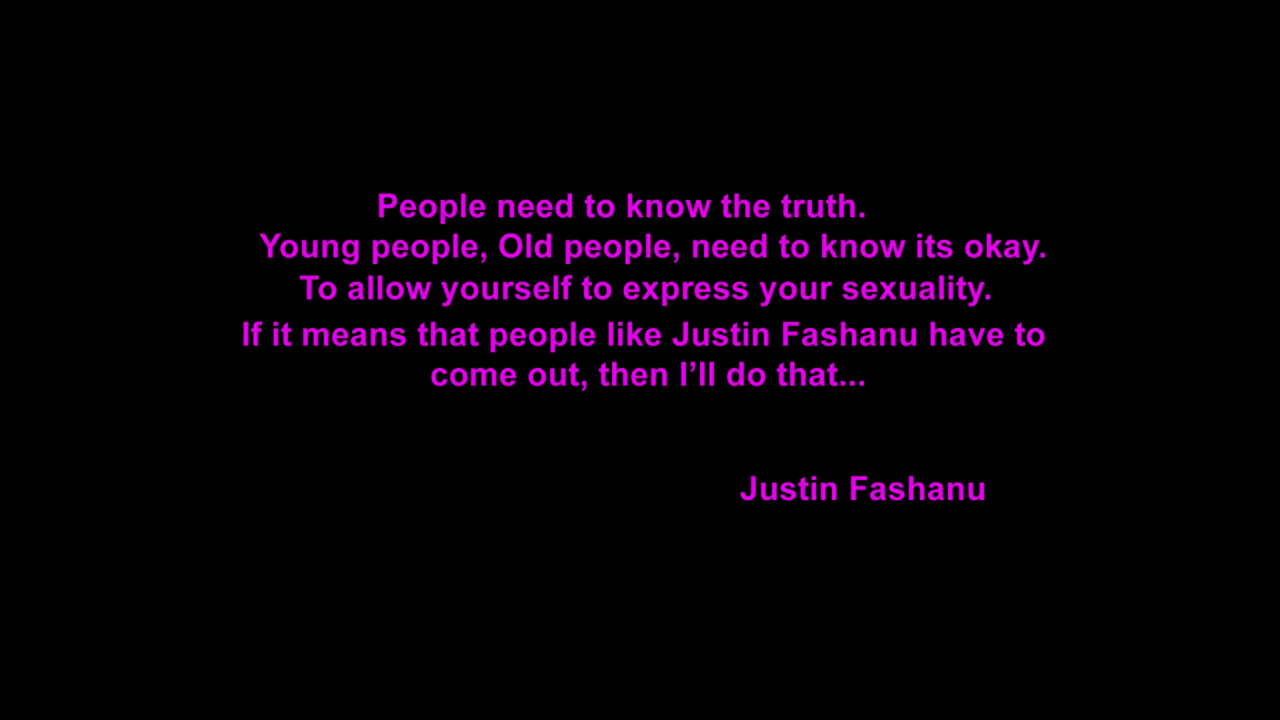 People need to know the truth.
Young people, Old people, need to know its okay.
To allow yourself to express your sexuality.
If it means that people like Justin Fashanu have to
come out, then I’ll do that...
Justin Fashanu